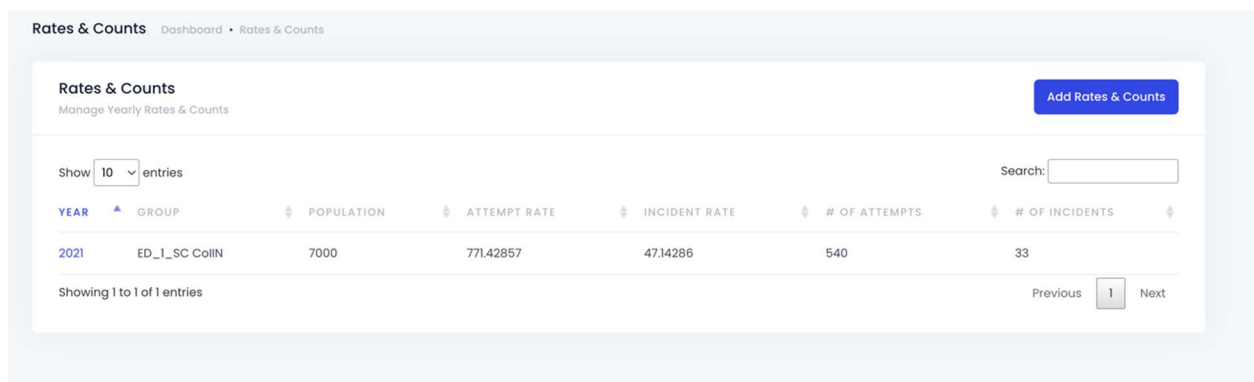 Rates & Counts Dashboard • Rates & Counts
Rates & Counts
Manage Yearly Rates & Counts
Add Rates & Counts
Show 10 entries
Search:
YEAR GROUP POPULATION ATTEMPT RATE INCIDENT RATE # OF ATTEMPTS # OF INCIDENTS
2021 ED_1_SC CollN 7000 771.42857 47.14286 540 33
Showing 1 to 1 of 1 entries
Previous 1 Next